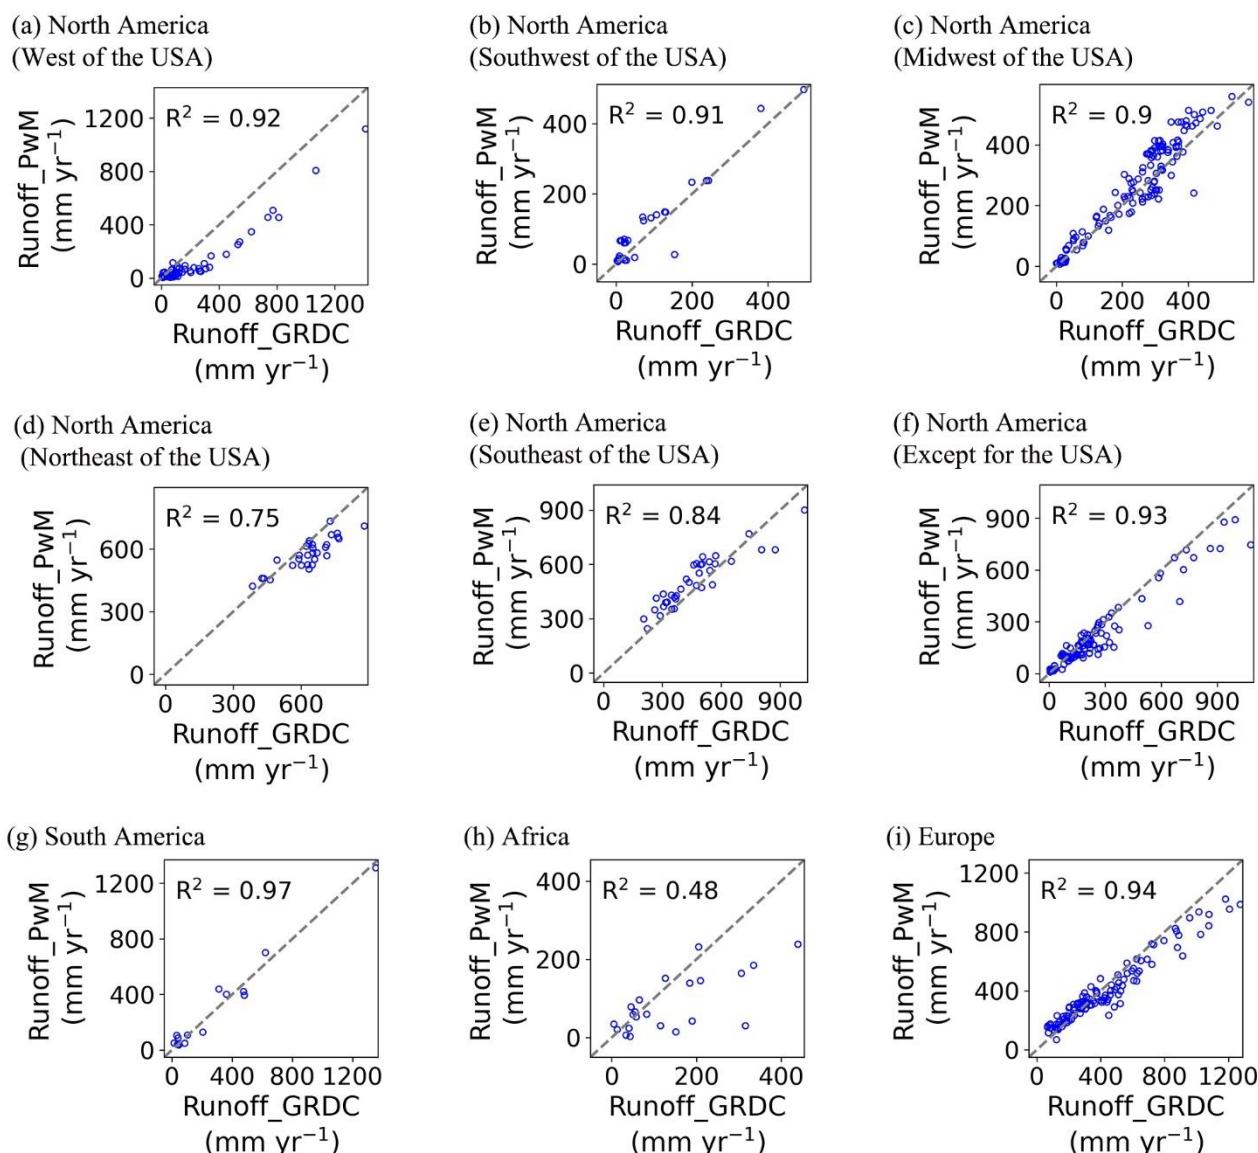 (a) North America
(West of the USA)
R² = 0.92
1200
800
400
0
Runoff_PwM
(mm yr⁻¹)
0 400 800 1200
Runoff_GRDC
(mm yr⁻¹)
(b) North America
(Southwest of the USA)
R² = 0.91
400
200
0
Runoff_PwM
(mm yr⁻¹)
0 200 400
Runoff_GRDC
(mm yr⁻¹)
(c) North America
(Midwest of the USA)
R² = 0.9
400
200
0
Runoff_PwM
(mm yr⁻¹)
0 200 400
Runoff_GRDC
(mm yr⁻¹)
(d) North America
(Northeast of the USA)
R² = 0.75
600
300
0
Runoff_PwM
(mm yr⁻¹)
0 300 600
Runoff_GRDC
(mm yr⁻¹)
(e) North America
(Southeast of the USA)
R² = 0.84
900
600
300
0
Runoff_PwM
(mm yr⁻¹)
0 300 600 900
Runoff_GRDC
(mm yr⁻¹)
(f) North America
(Except for the USA)
R² = 0.93
900
600
300
0
Runoff_PwM
(mm yr⁻¹)
0 300 600 900
Runoff_GRDC
(mm yr⁻¹)
(g) South America
R² = 0.97
1200
800
400
0
Runoff_PwM
(mm yr⁻¹)
0 400 800 1200
Runoff_GRDC
(mm yr⁻¹)
(h) Africa
R² = 0.48
400
200
0
Runoff_PwM
(mm yr⁻¹)
0 200 400
Runoff_GRDC
(mm yr⁻¹)
(i) Europe
R² = 0.94
1200
800
400
0
Runoff_PwM
(mm yr⁻¹)
0 400 800 1200
Runoff_GRDC
(mm yr⁻¹)